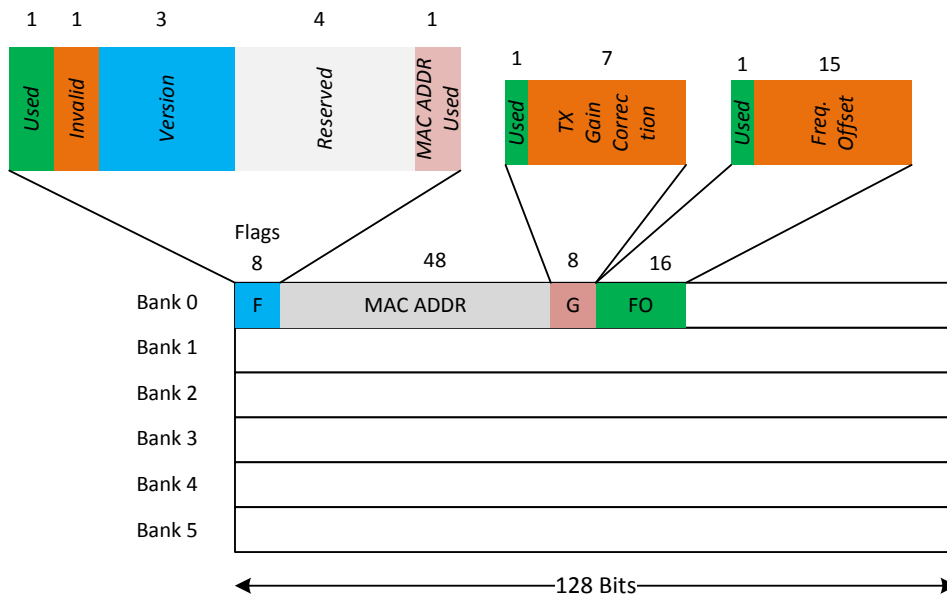 1 1 3 4 1
Used
Invalid
Version
Reserved
MAC ADDR
Used
1 7
Used
TX
Gain
Correc
tion
1 15
Used
Freq.
Offset
Flags
8 48 8 16
Bank 0 F MAC ADDR G FO
Bank 1
Bank 2
Bank 3
Bank 4
Bank 5
128 Bits